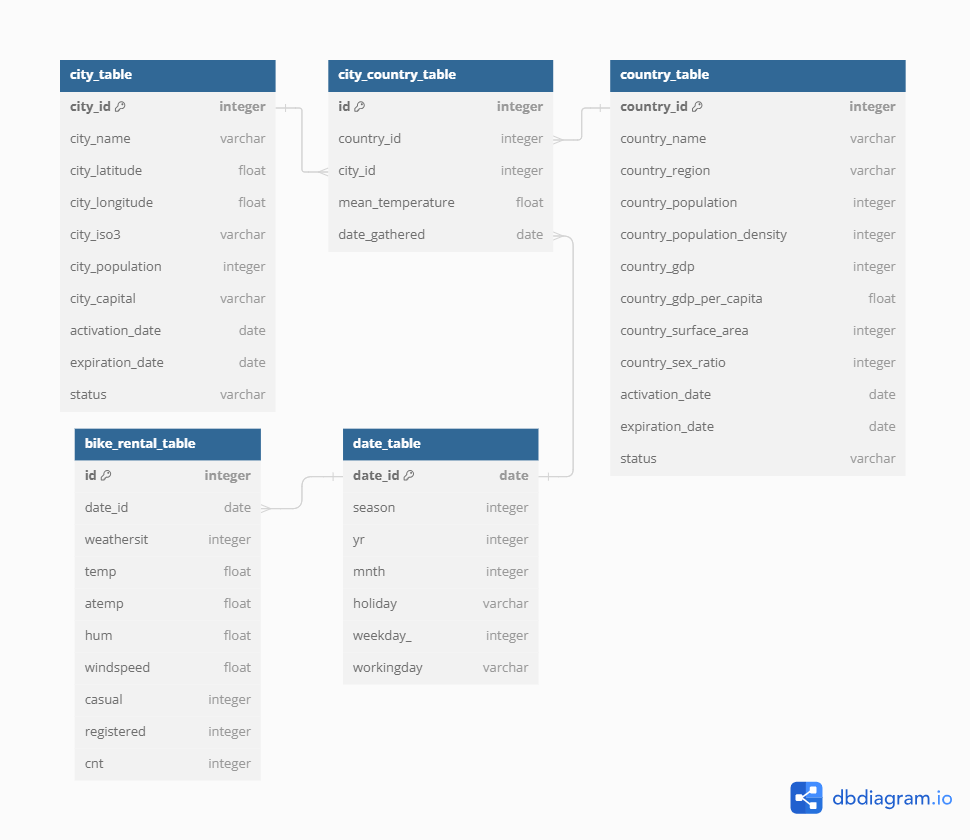 city_table
city_id integer
city_name varchar
city_latitude float
city_longitude float
city_iso3 varchar
city_population integer
city_capital varchar
activation_date date
expiration_date date
status varchar
city_country_table
id integer
country_id integer
city_id integer
mean_temperature float
date_gathered date
country_table
country_id integer
country_name varchar
country_region varchar
country_population integer
country_population_density integer
country_gdp integer
country_gdp_per_capita float
country_surface_area integer
country_sex_ratio integer
activation_date date
expiration_date date
status varchar
bike_rental_table
id integer
date_id date
weathersit integer
temp float
atemp float
hum float
windspeed float
casual integer
registered integer
cnt integer
date_table
date_id date
season integer
yr integer
mnth integer
holiday varchar
weekday_ integer
workingday varchar
dbdiagram.io